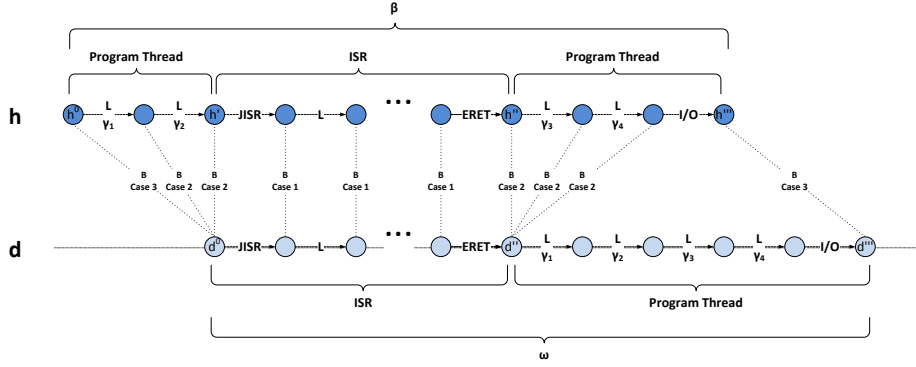 β
Program Thread ISR Program Thread
h h⁰ L L h' JISR L ... ERET h'' L L I/O h'''
γ₁ γ₂ γ₃ γ₄
B B B B B B B B B B
Case 3 Case 2 Case 2 Case 1 Case 1 Case 1 Case 2 Case 2 Case 2 Case 3
d d⁰ JISR L ... ERET d'' L L L L I/O d'''
γ₁ γ₂ γ₃ γ₄
ISR Program Thread
ω